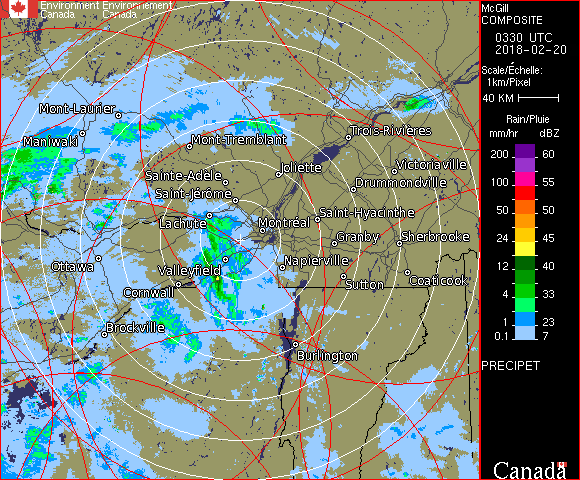 Environment Environnement
Canada Canada
McGill
COMPOSITE
0330 UTC
2018-02-20
Scale/Échelle:
1km/Pixel
40 KM
Rain/Pluie
mm/hr dBZ
200 60
100 55
50 50
24 45
12 40
4 33
1 23
0.1 7
PRECIPET
Canada
Mont-Laurier
Maniwaki
Mont-Tremblant
Trois-Rivières
Joliette
Victoriaville
Sainte-Adèle
Drummondville
Saint-Jérôme
Lachute
Saint-Hyacinthe
Montréal
Granby
Sherbrooke
Ottawa
Valleyfield
Napierville
Cornwall
Sutton
Coaticook
Brockville
Burlington